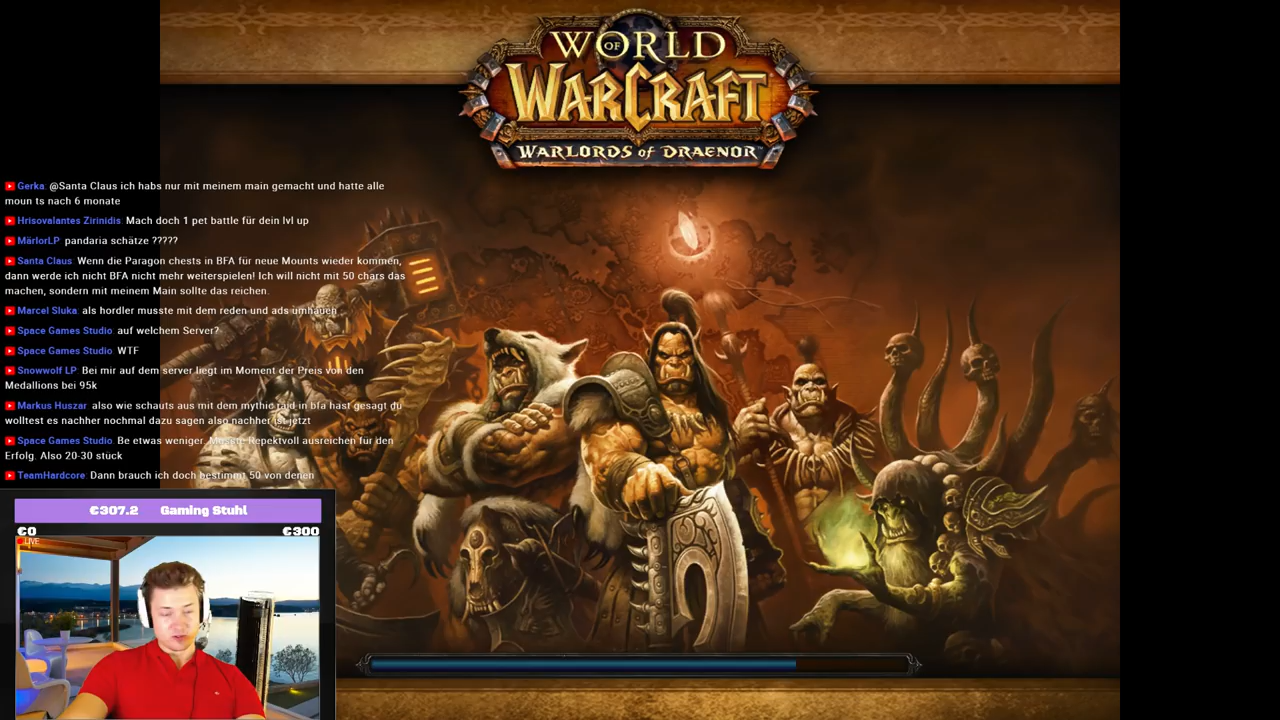 WORLD OF
WARCRAFT
WARLORDS OF DRAENOR™
Gerka: @Santa Claus ich habs nur mit meinem main gemacht und hatte alle
moun ts nach 6 monate
Hrisovalantes Zirinidis: Mach doch 1 pet battle für dein lvl up
MärlorLP: pandaria schätze ?????
Santa Claus: Wenn die Paragon chests in BFA für neue Mounts wieder kommen,
dann werde ich nicht BFA nicht mehr weiterspielen! Ich will nicht mit 50 chars das
machen, sondern mit meinem Main sollte das reichen.
Marcel Sluka: als hordler musste mit dem reden und ads umhauen
Space Games Studio: auf welchem Server?
Space Games Studio: WTF
Snowwolf LP: Bei mir auf dem server liegt im Moment der Preis von den
Medallions bei 95k
Markus Huszar: also wie schauts aus mit dem mythic raid in bfa hast gesagt du
wolltest es nachher nochmal dazu sagen also nachher ist jetzt
Space Games Studio: Be etwas weniger. Repektvoll ausreichen für den
Erfolg. Also 20-30 stück
TeamHardcore: Dann brauch ich doch bestimmt 50 von denen
€307.2 Gaming Stuhl
€0 €300
LIVE